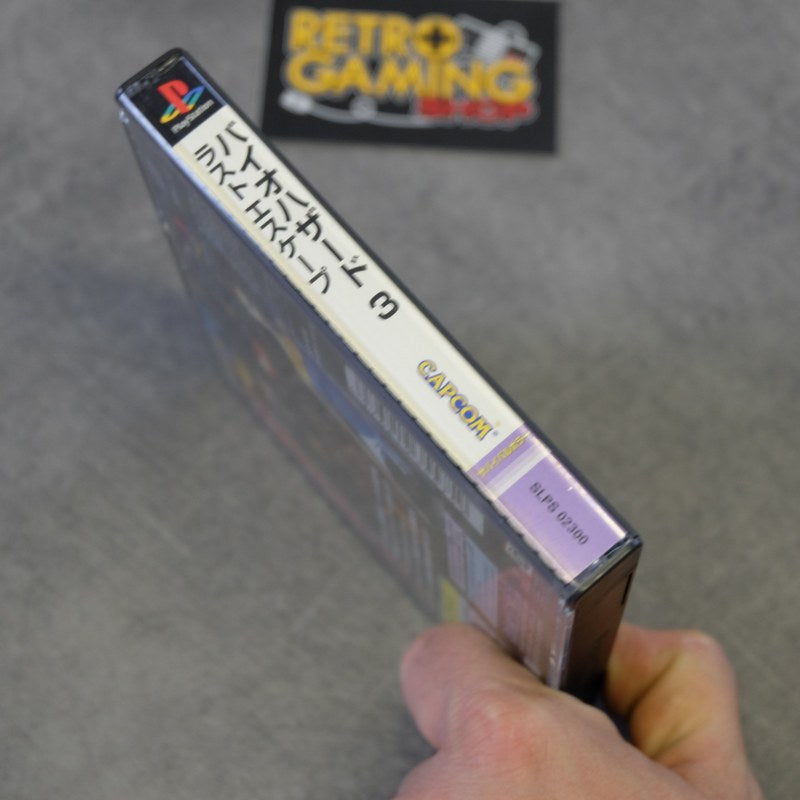 RETRO
GAMING
SHOP
PlayStation
バイオハザード 3
ラスト エスケープ
CAPCOM
SLPS 02300